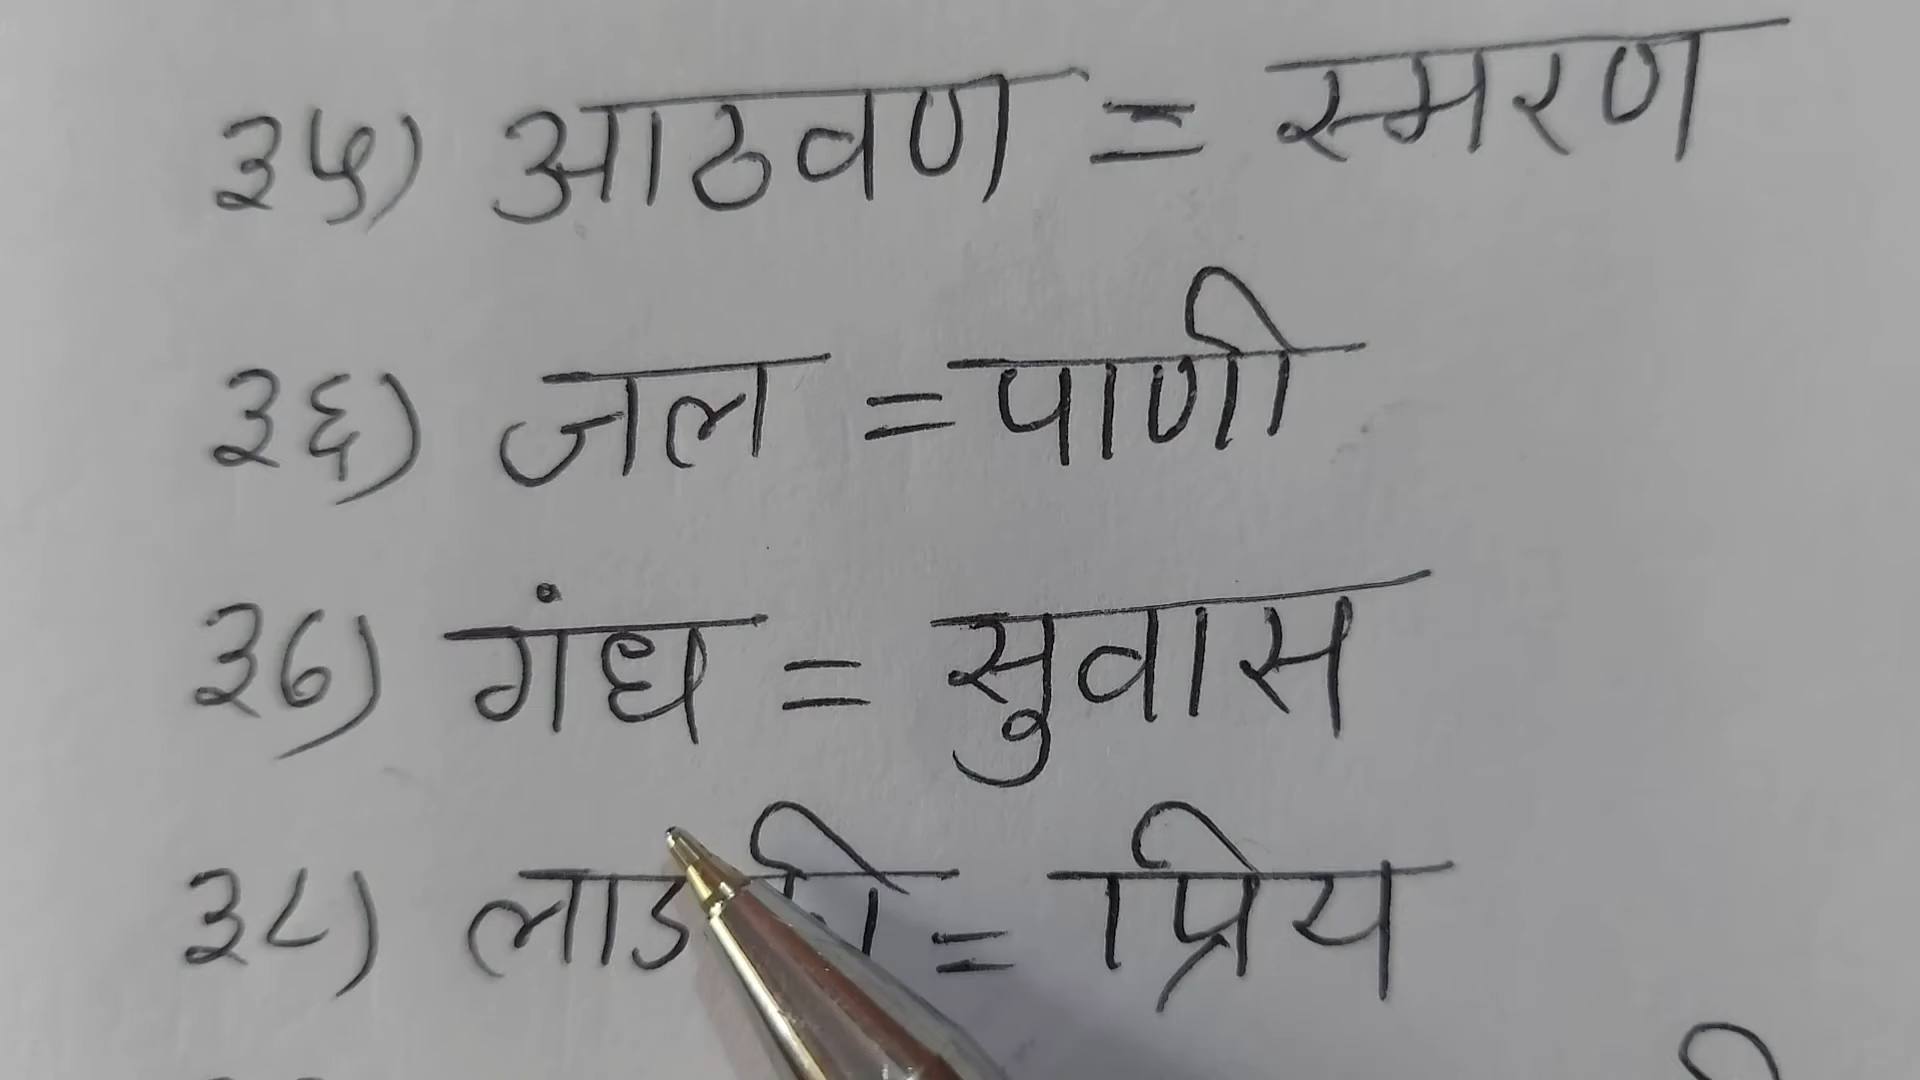 ३५) आठवण = स्मरण
३६) जल = पाणी
३७) गंध = सुवास
३८) = प्रिय